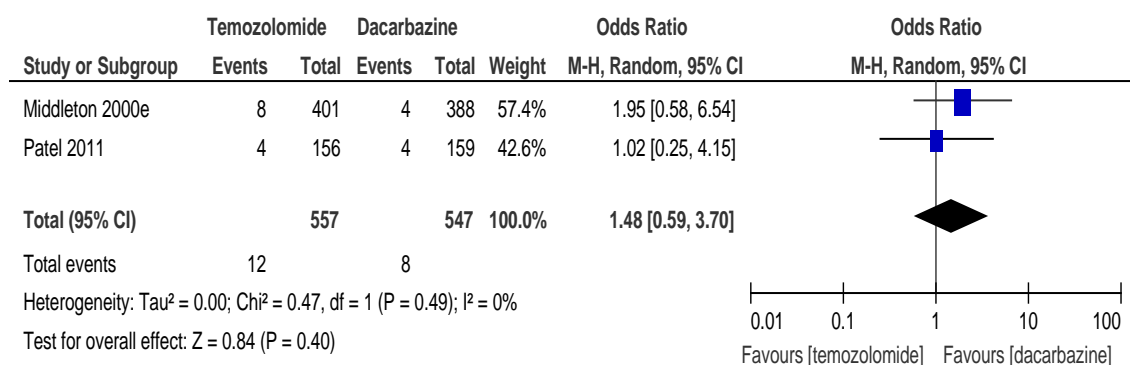 Temozolomide Dacarbazine Odds Ratio Odds Ratio
Study or Subgroup Events Total Events Total Weight M-H, Random, 95% CI M-H, Random, 95% CI
Middleton 2000e 8 401 4 388 57.4% 1.95 [0.58, 6.54]
Patel 2011 4 156 4 159 42.6% 1.02 [0.25, 4.15]
Total (95% CI) 557 547 100.0% 1.48 [0.59, 3.70]
Total events 12 8
Heterogeneity: Tau² = 0.00; Chi² = 0.47, df = 1 (P = 0.49); I² = 0%
Test for overall effect: Z = 0.84 (P = 0.40)
0.01 0.1 1 10 100
Favours [temozolomide] Favours [dacarbazine]